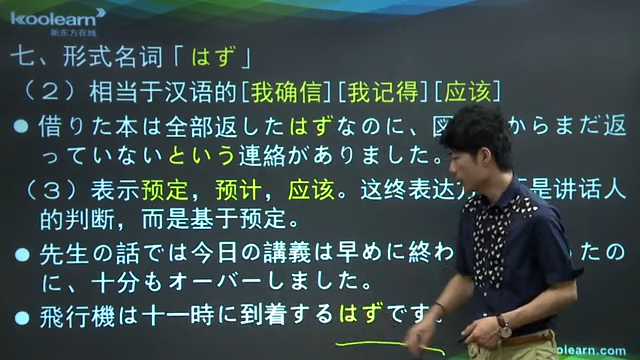 koolearn
新东方在线
七、形式名词「はず」
（2）相当于汉语的[我确信][我记得][应该]
● 借りた本は全部返したはずなのに、図 からまだ返
っていないという連絡がありました。
（3）表示预定，预计，应该。这终表达 是讲话人
的判断，而是基于预定。
● 先生の話では今日の講義は早めに終わ ったの
に、十分もオーバーしました。
● 飛行機は十一時に到着するはずです
olearn.com